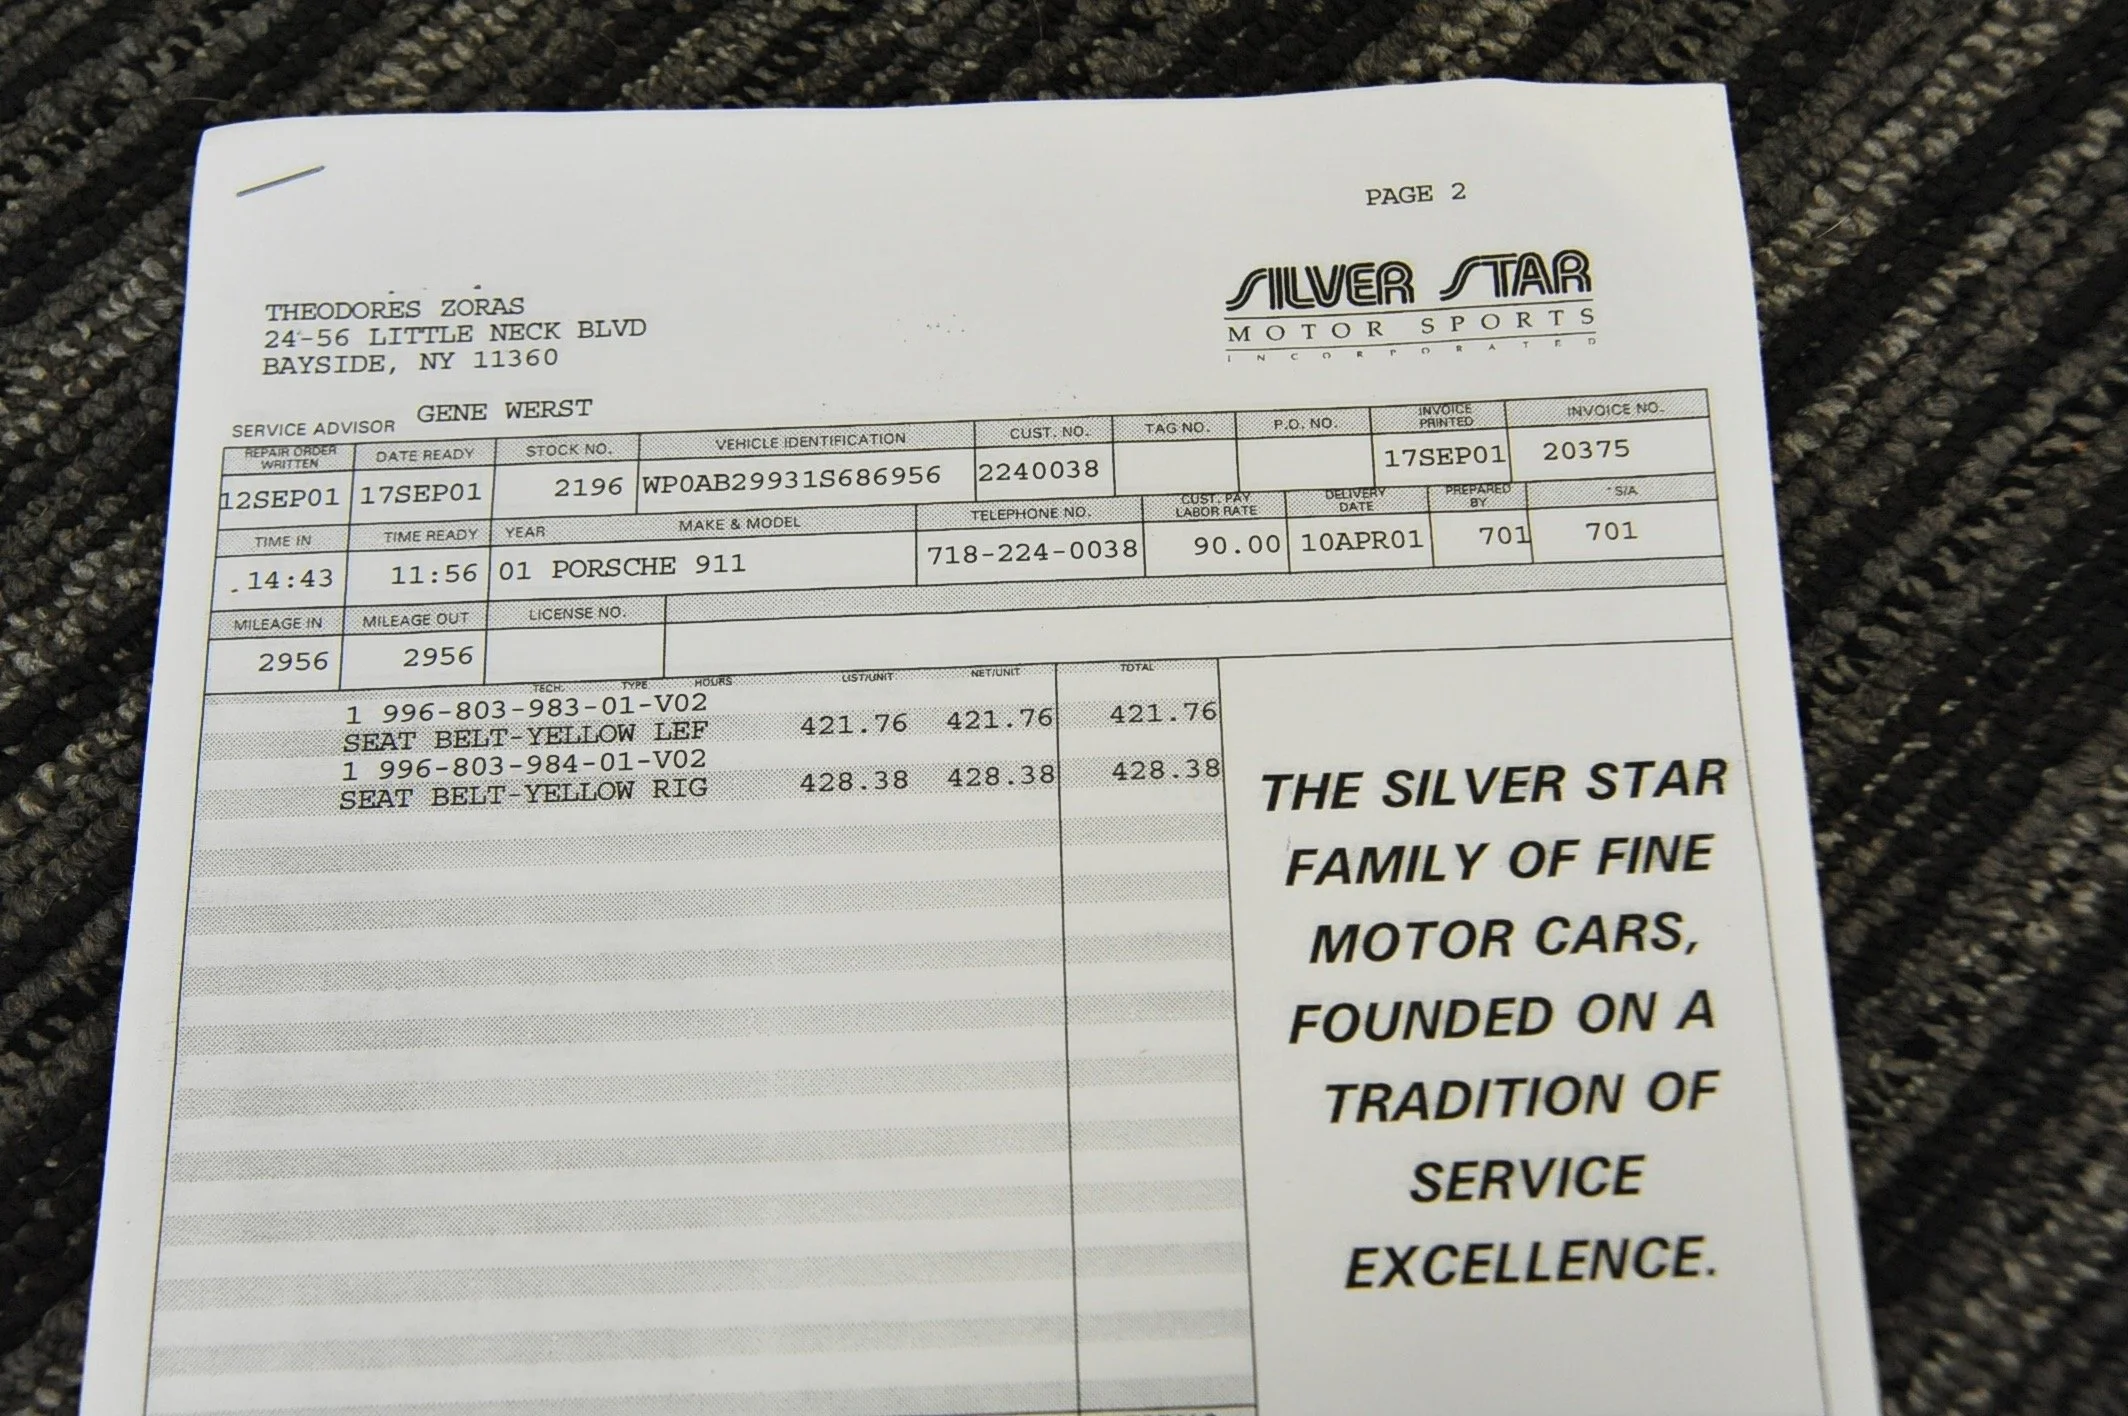 PAGE 2
SILVER STAR
MOTOR SPORTS
INCORPORATED
THEODORES ZORAS
24-56 LITTLE NECK BLVD
BAYSIDE, NY 11360
SERVICE ADVISOR GENE WERST
REPAIR ORDER WRITTEN DATE READY STOCK NO. VEHICLE IDENTIFICATION CUST. NO. TAG NO. P.O. NO. INVOICE PRINTED INVOICE NO.
12SEP01 17SEP01 2196 WP0AB29931S686956 2240038 17SEP01 20375
TIME IN TIME READY YEAR MAKE & MODEL TELEPHONE NO. CUST. PAY LABOR RATE DELIVERY DATE PREPARED BY S/A
14:43 11:56 01 PORSCHE 911 718-224-0038 90.00 10APR01 701 701
MILEAGE IN MILEAGE OUT LICENSE NO.
2956 2956
TECH. TYPE HOURS LIST/UNIT NET/UNIT TOTAL
1 996-803-983-01-V02
SEAT BELT-YELLOW LEF 421.76 421.76 421.76
1 996-803-984-01-V02
SEAT BELT-YELLOW RIG 428.38 428.38 428.38
THE SILVER STAR
FAMILY OF FINE
MOTOR CARS,
FOUNDED ON A
TRADITION OF
SERVICE
EXCELLENCE.